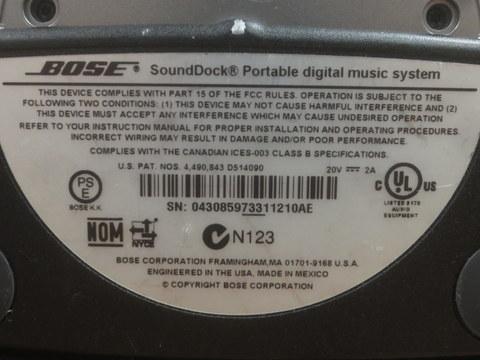 BOSE® SoundDock® Portable digital music system
THIS DEVICE COMPLIES WITH PART 15 OF THE FCC RULES. OPERATION IS SUBJECT TO THE
FOLLOWING TWO CONDITIONS: (1) THIS DEVICE MAY NOT CAUSE HARMFUL INTERFERENCE AND (2)
THIS DEVICE MUST ACCEPT ANY INTERFERENCE WHICH MAY CAUSE UNDESIRED OPERATION
REFER TO YOUR INSTRUCTION MANUAL FOR PROPER INSTALLATION AND OPERATING PROCEDURES.
INCORRECT WIRING MAY RESULT IN DAMAGE AND/OR POOR PERFORMANCE.
COMPLIES WITH THE CANADIAN ICES-003 CLASS B SPECIFICATIONS.
U.S. PAT. NOS. 4,490,843 D514090 20V 2A
PS
E
BOSE K.K.
C UL US
LISTED 3178
AUDIO
EQUIPMENT
SN: 043085973311210AE
NOM NYCE N123
BOSE CORPORATION FRAMINGHAM, MA 01701-9168 U.S.A.
ENGINEERED IN THE USA, MADE IN MEXICO
© COPYRIGHT BOSE CORPORATION